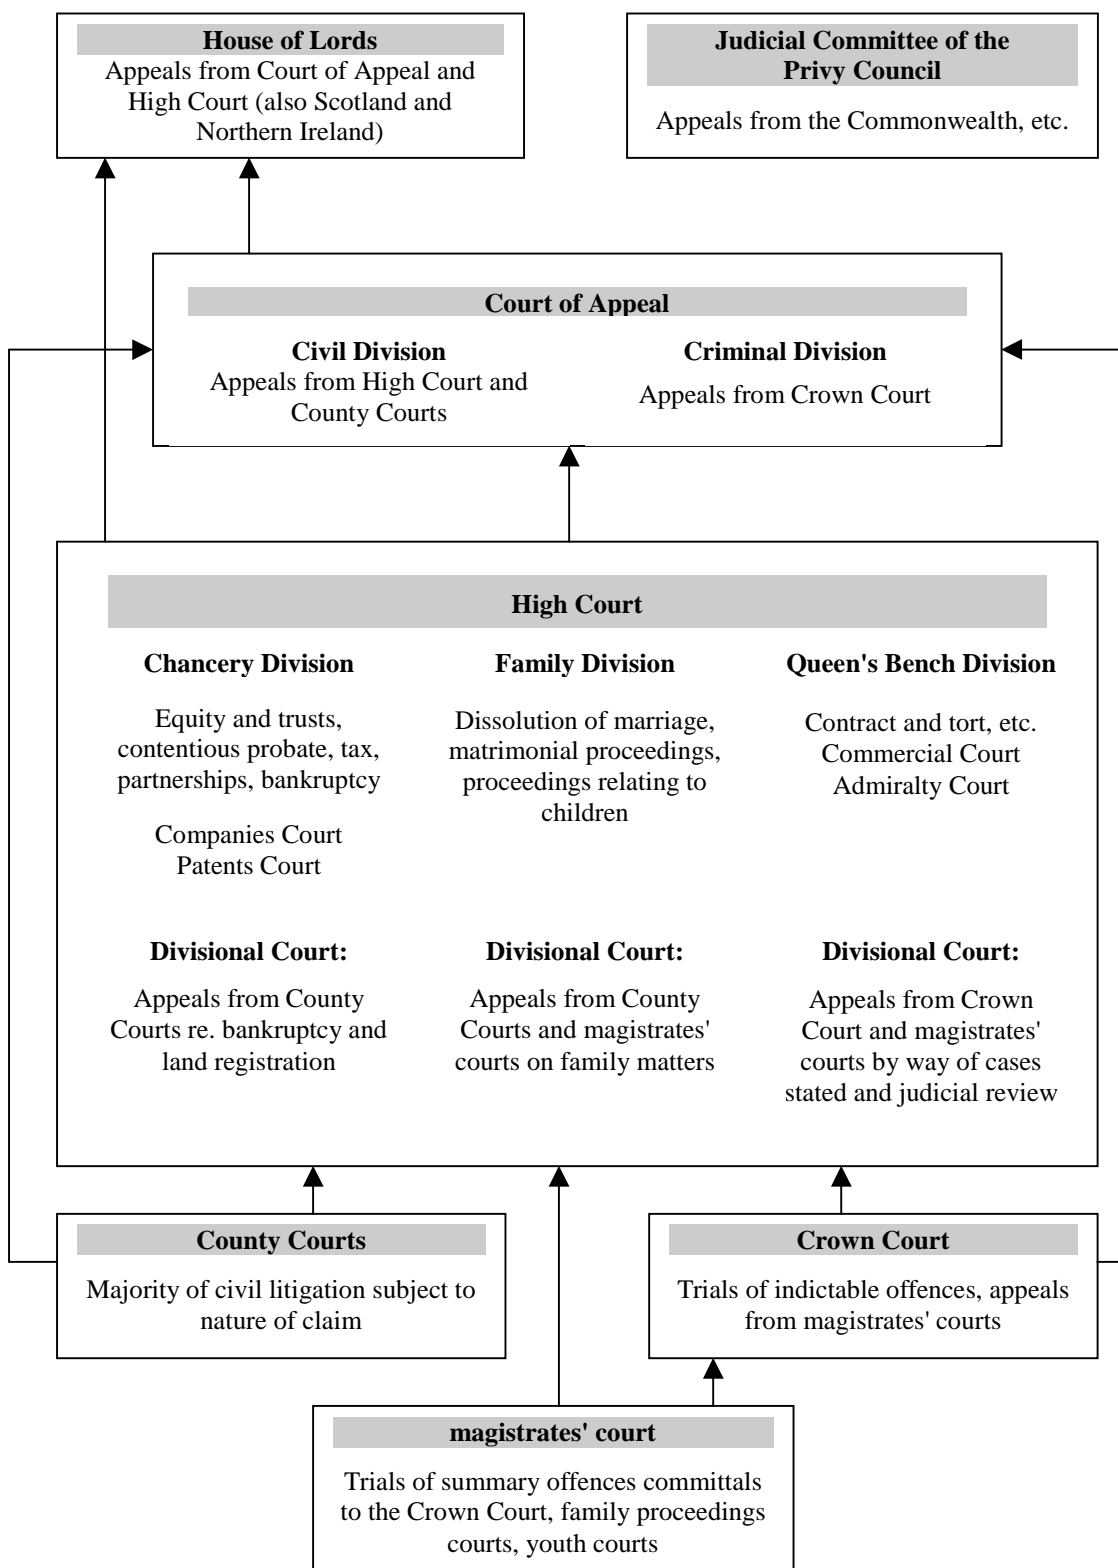 House of Lords
Appeals from Court of Appeal and
High Court (also Scotland and
Northern Ireland)
Judicial Committee of the
Privy Council
Appeals from the Commonwealth, etc.
Court of Appeal
Civil Division
Appeals from High Court and
County Courts
Criminal Division
Appeals from Crown Court
High Court
Chancery Division
Equity and trusts,
contentious probate, tax,
partnerships, bankruptcy
Companies Court
Patents Court
Family Division
Dissolution of marriage,
matrimonial proceedings,
proceedings relating to
children
Queen's Bench Division
Contract and tort, etc.
Commercial Court
Admiralty Court
Divisional Court:
Appeals from County
Courts re. bankruptcy and
land registration
Divisional Court:
Appeals from County
Courts and magistrates'
courts on family matters
Divisional Court:
Appeals from Crown
Court and magistrates'
courts by way of cases
stated and judicial review
County Courts
Majority of civil litigation subject to
nature of claim
Crown Court
Trials of indictable offences, appeals
from magistrates' courts
magistrates' court
Trials of summary offences committals
to the Crown Court, family proceedings
courts, youth courts